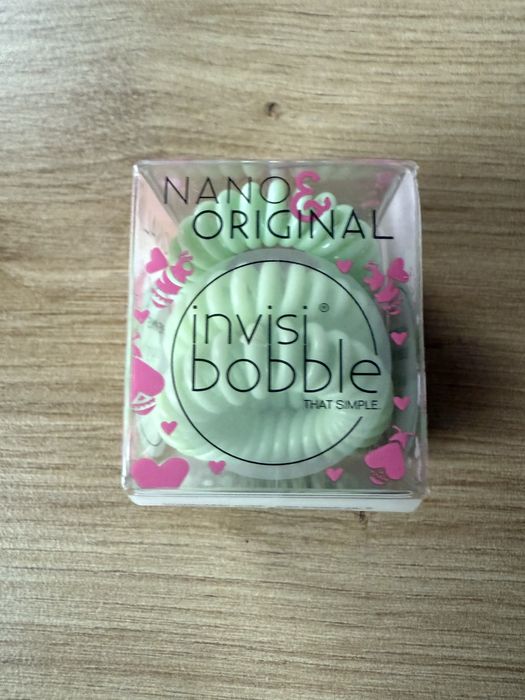 NANO &
ORIGINAL
invisi®
bobble
THAT SIMPLE.